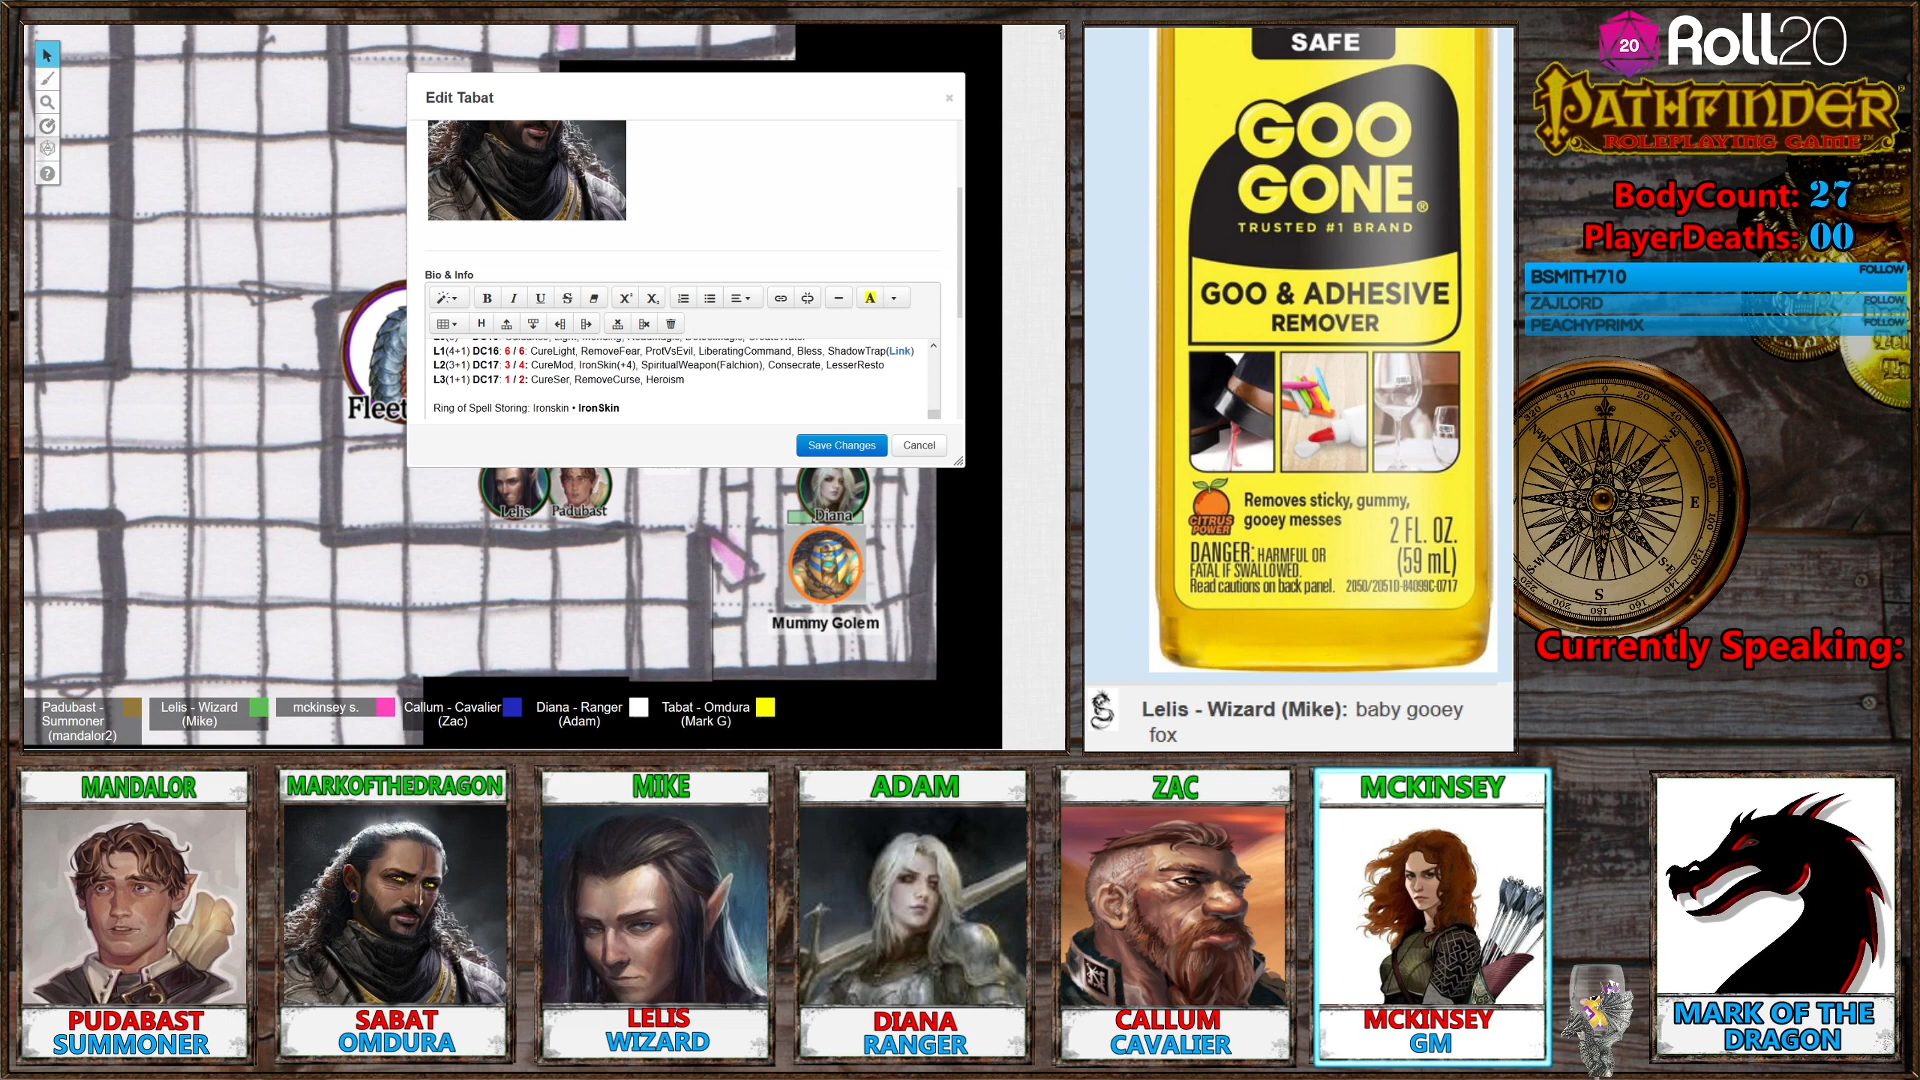 Edit Tabat
×
Bio & Info
L1(4+1) DC16: 6 / 6: CureLight, RemoveFear, ProtVsEvil, LiberatingCommand, Bless, ShadowTrap(Link)
L2(3+1) DC17: 3 / 4: CureMod, IronSkin(+4), SpiritualWeapon(Falchion), Consecrate, LesserResto
L3(1+1) DC17: 1 / 2: CureSer, RemoveCurse, Heroism
Ring of Spell Storing: Ironskin • IronSkin
Save Changes
Cancel
Fleet
Lelis
Padubast
Diana
Mummy Golem
Padubast -
Summoner
(mandalor2)
Lelis - Wizard
(Mike)
mckinsey s.
Callum - Cavalier
(Zac)
Diana - Ranger
(Adam)
Tabat - Omdura
(Mark G)
SAFE
GOO
GONE®
TRUSTED #1 BRAND
GOO & ADHESIVE
REMOVER
CITRUS
POWER
Removes sticky, gummy,
gooey messes
2 FL. OZ.
(59 mL)
DANGER: HARMFUL OR
FATAL IF SWALLOWED.
Read cautions on back panel.
2050/2051D-84099C-0717
Lelis - Wizard (Mike): baby gooey
fox
20
Roll20
PATHFINDER
ROLEPLAYING GAME™
BodyCount: 27
PlayerDeaths: 00
BSMITH710
FOLLOW
ZAJLORD
FOLLOW
PEACHYPRIMX
FOLLOW
Currently Speaking:
MANDALOR
PUDABAST
SUMMONER
MARKOFTHEDRAGON
SABAT
OMDURA
MIKE
LELIS
WIZARD
ADAM
DIANA
RANGER
ZAC
CALLUM
CAVALIER
MCKINSEY
MCKINSEY
GM
MARK OF THE
DRAGON